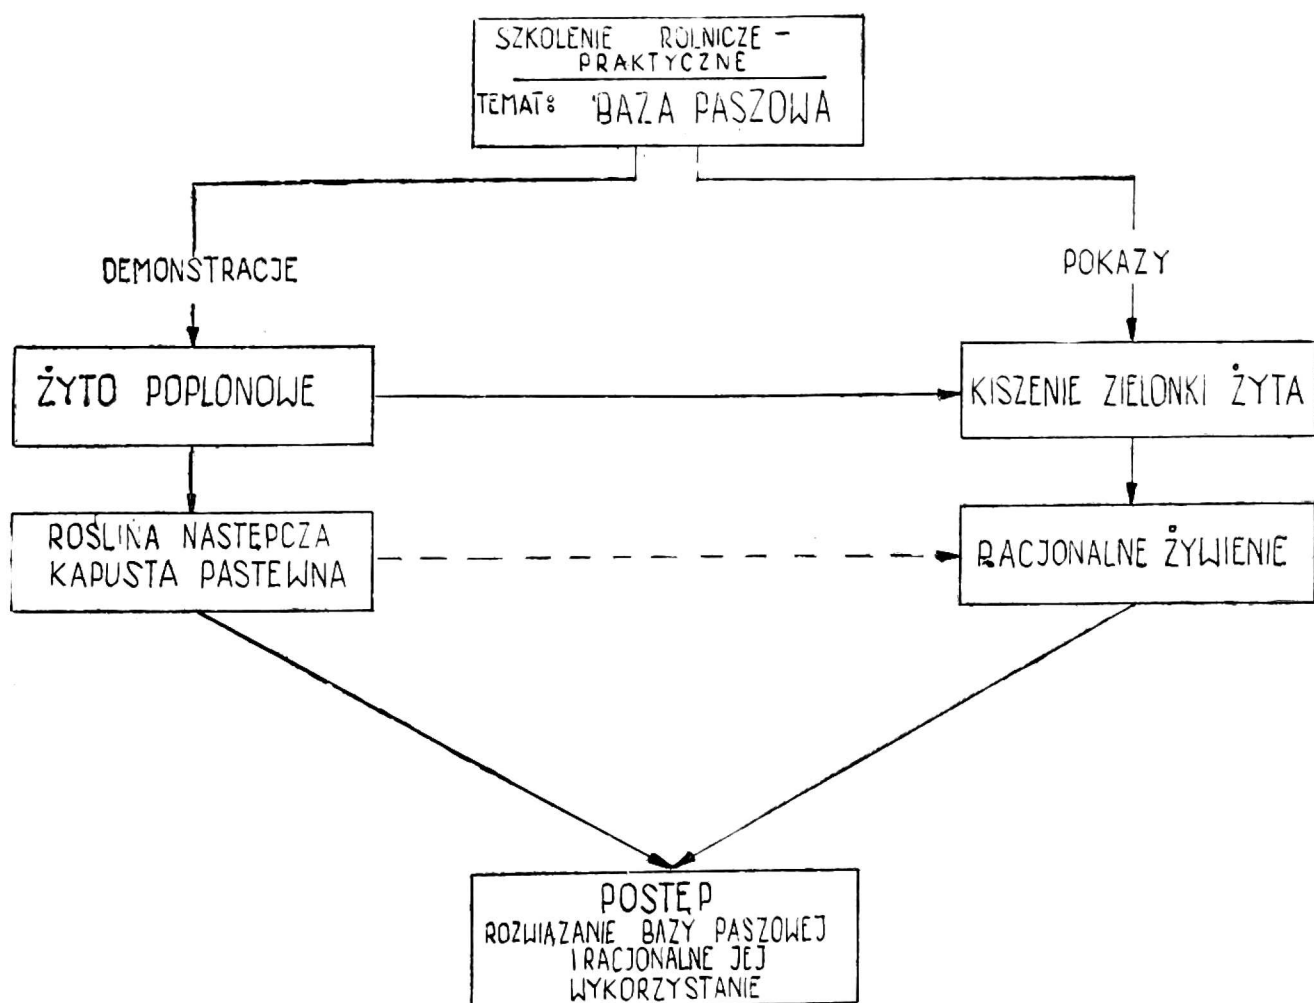 SZKOLENIE ROLNICZE -
PRAKTYCZNE
TEMAT: BAZA PASZOWA
DEMONSTRACJE
POKAZY
ŻYTO POPLONOWE
KISZENIE ZIELONKI ŻYTA
ROŚLINA NASTĘPCZA
KAPUSTA PASTEWNA
RACJONALNE ŻYWIENIE
POSTĘP
ROZWIĄZANIE BAZY PASZOWEJ
I RACJONALNE JEJ
WYKORZYSTANIE